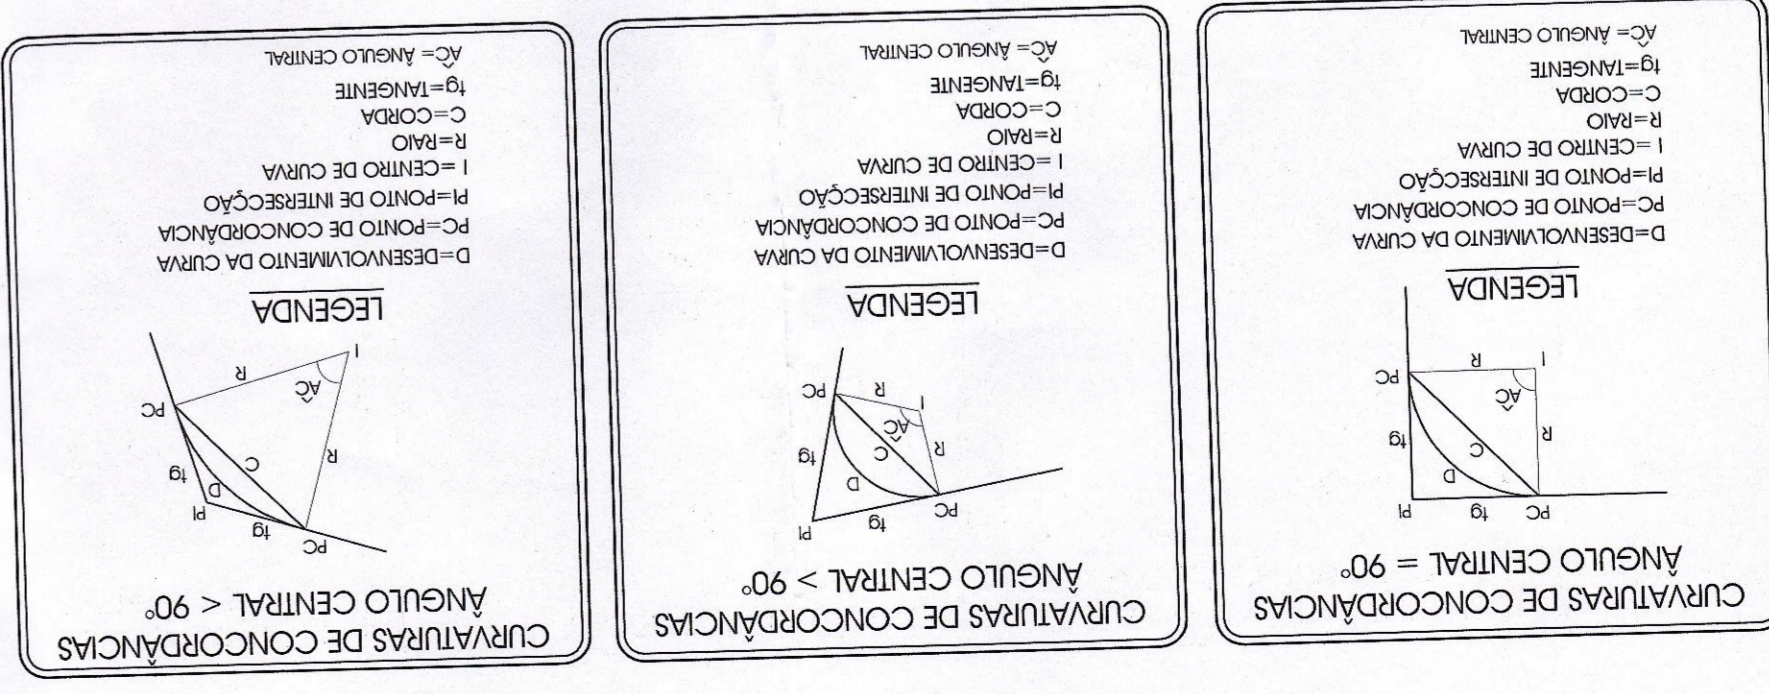 CURVATURAS DE CONCORDÂNCIAS
ÂNGULO CENTRAL = 90°
PC tg PI
D
R C tg
AĈ
I R PC
LEGENDA
D=DESENVOLVIMENTO DA CURVA
PC=PONTO DE CONCORDÂNCIA
PI=PONTO DE INTERSECÇÃO
I =CENTRO DE CURVA
R=RAIO
C=CORDA
tg=TANGENTE
AĈ= ÂNGULO CENTRAL
CURVATURAS DE CONCORDÂNCIAS
ÂNGULO CENTRAL > 90°
PI
PC tg
D
R C tg
AĈ
I R PC
LEGENDA
D=DESENVOLVIMENTO DA CURVA
PC=PONTO DE CONCORDÂNCIA
PI=PONTO DE INTERSECÇÃO
I =CENTRO DE CURVA
R=RAIO
C=CORDA
tg=TANGENTE
AĈ= ÂNGULO CENTRAL
CURVATURAS DE CONCORDÂNCIAS
ÂNGULO CENTRAL < 90°
PC tg PI
D
R C tg
PC
AĈ R
I
LEGENDA
D=DESENVOLVIMENTO DA CURVA
PC=PONTO DE CONCORDÂNCIA
PI=PONTO DE INTERSECÇÃO
I =CENTRO DE CURVA
R=RAIO
C=CORDA
tg=TANGENTE
AĈ= ÂNGULO CENTRAL